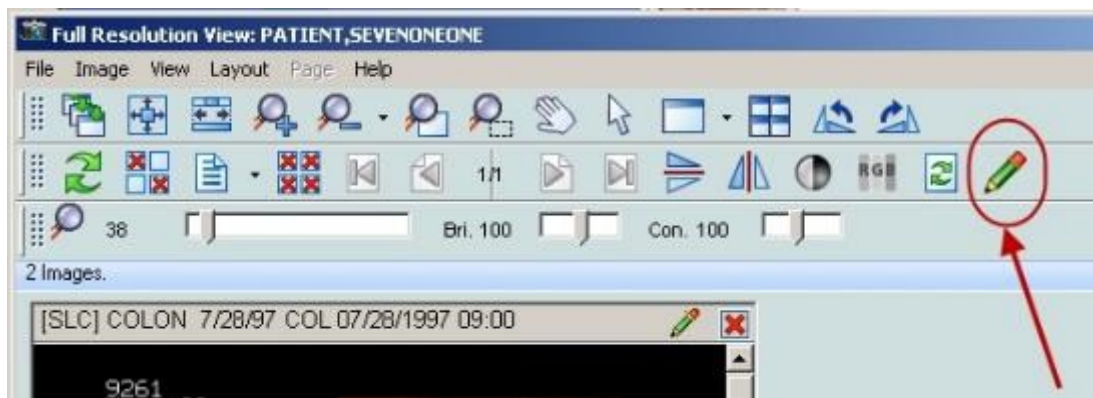 Full Resolution View: PATIENT,SEVENONEONE
File Image View Layout Page Help
1/1
RGB
38 Bri. 100 Con. 100
2 Images.
[SLC] COLON 7/28/97 COL 07/28/1997 09:00
9261